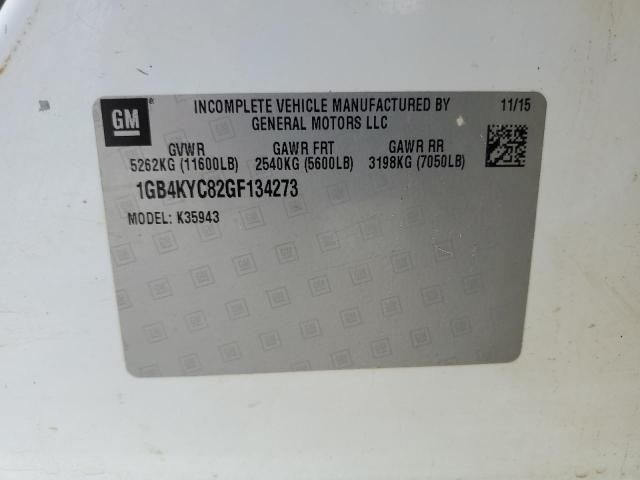 GM
®
INCOMPLETE VEHICLE MANUFACTURED BY
GENERAL MOTORS LLC
11/15
GVWR GAWR FRT GAWR RR
5262KG (11600LB) 2540KG (5600LB) 3198KG (7050LB)
1GB4KYC82GF134273
MODEL: K35943